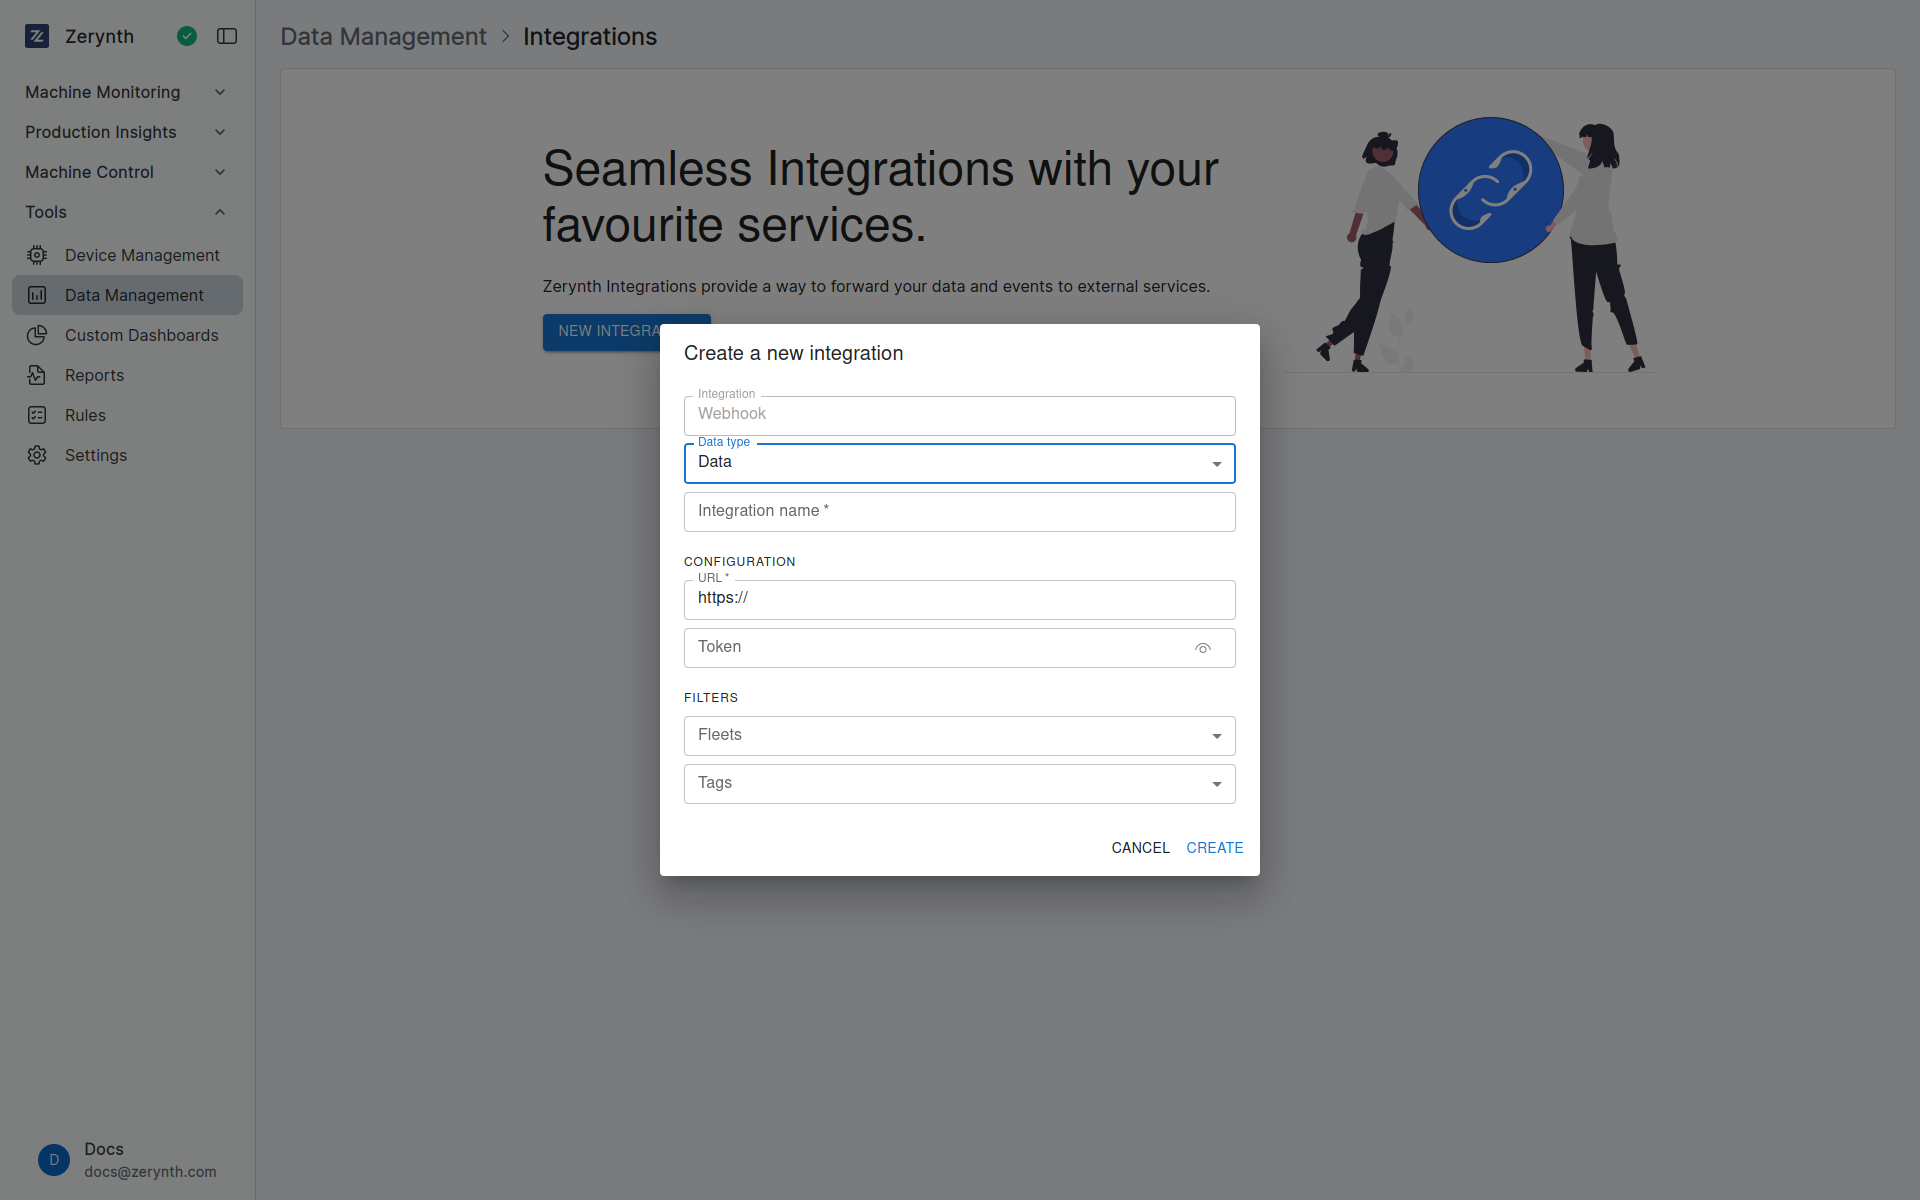 Zerynth
Machine Monitoring
Production Insights
Machine Control
Tools
Device Management
Data Management
Custom Dashboards
Reports
Rules
Settings
Docs
D
docs@zerynth.com
Data Management > Integrations
Seamless Integrations with your
favourite services.
Zerynth Integrations provide a way to forward your data and events to external services.
NEW INTEGRA
Create a new integration
Integration
Webhook
Data type
Data
Integration name *
CONFIGURATION
URL *
https://
Token
FILTERS
Fleets
Tags
CANCEL CREATE